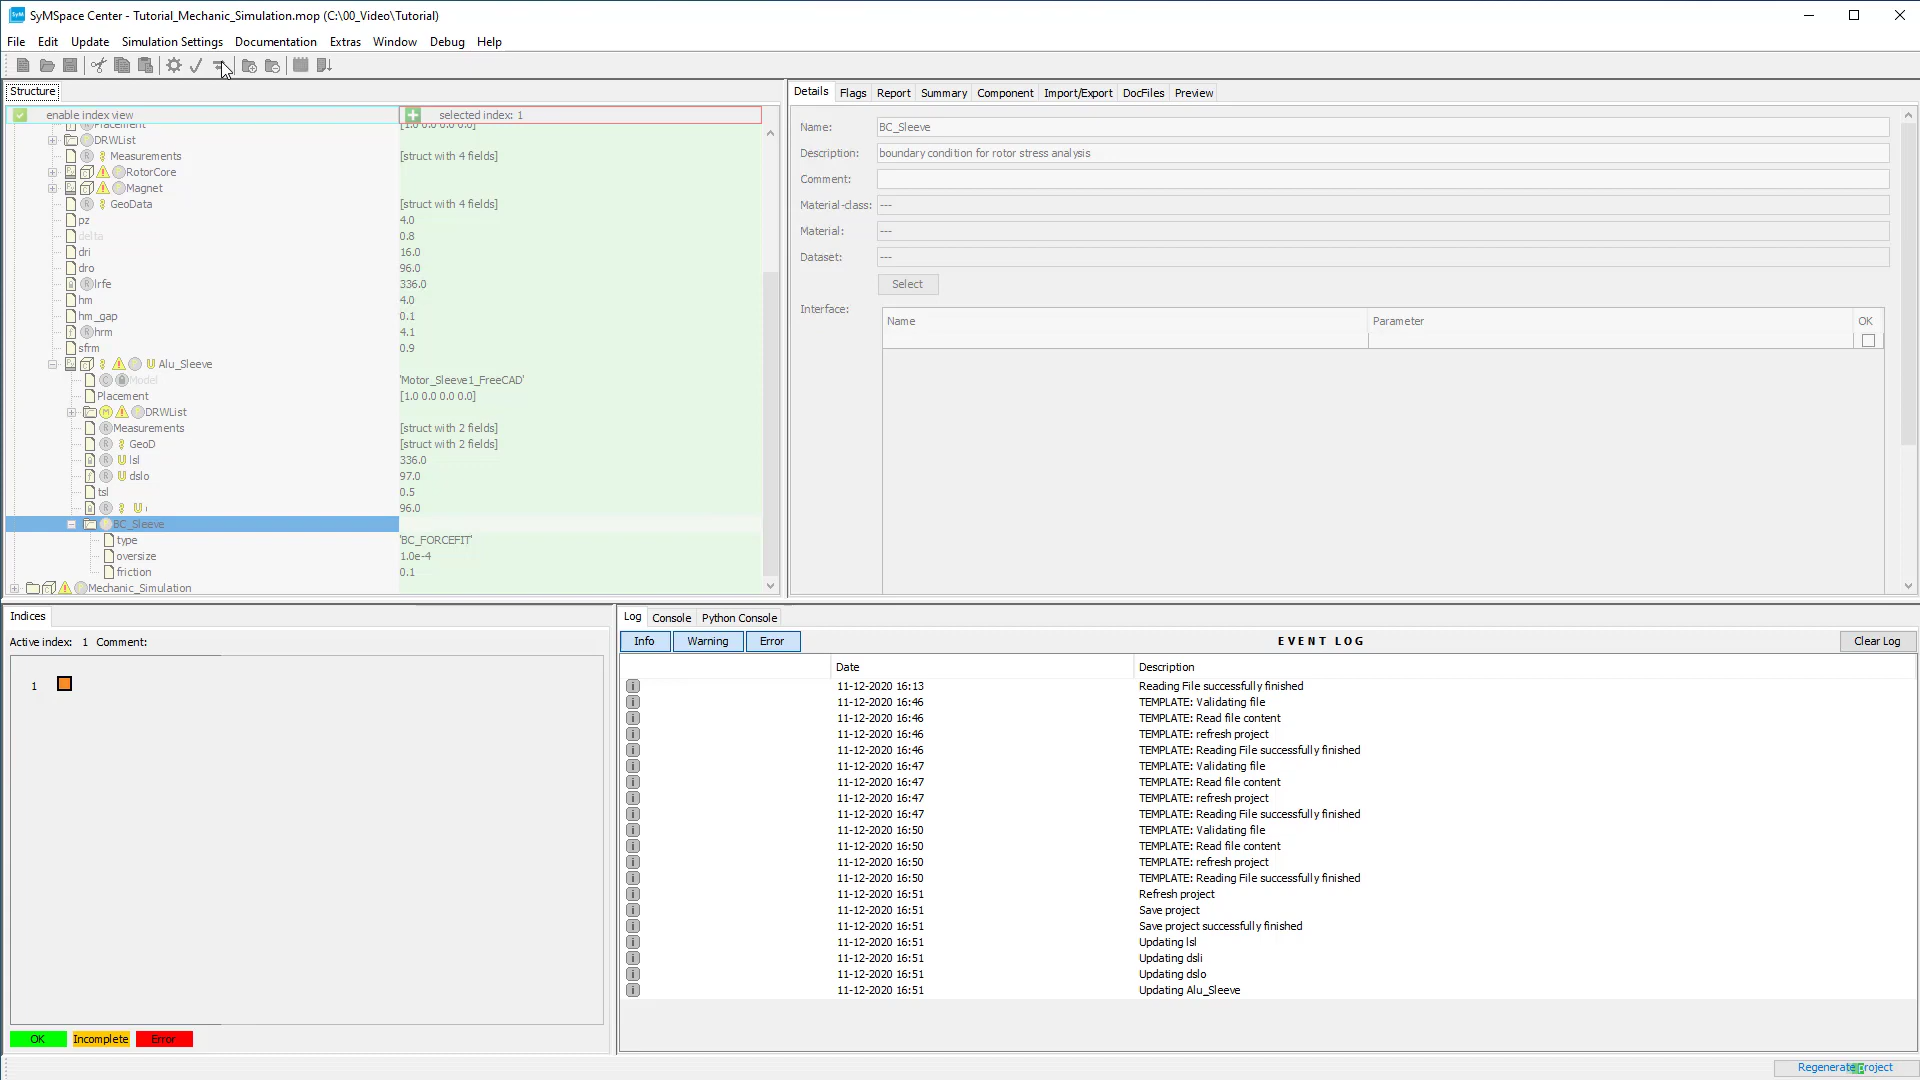 SyMSpace Center - Tutorial_Mechanic_Simulation.mop (C:\00_Video\Tutorial)
File Edit Update Simulation Settings Documentation Extras Window Debug Help
Structure
enable index view selected index: 1
Placement [1.0 0.0 0.0 0.0]
DRWList
Measurements [struct with 4 fields]
RotorCore
Magnet
GeoData [struct with 4 fields]
pz 4.0
delta 0.8
dri 16.0
dro 96.0
lrfe 336.0
hm 4.0
hm_gap 0.1
hrm 4.1
sfrm 0.9
Alu_Sleeve
Model 'Motor_Sleeve1_FreeCAD'
Placement [1.0 0.0 0.0 0.0]
DRWList
Measurements [struct with 2 fields]
GeoD [struct with 2 fields]
lsl 336.0
dslo 97.0
tsl 0.5
96.0
BC_Sleeve
type 'BC_FORCEFIT'
oversize 1.0e-4
friction 0.1
Mechanic_Simulation
Details Flags Report Summary Component Import/Export DocFiles Preview
Name: BC_Sleeve
Description: boundary condition for rotor stress analysis
Comment:
Material-class: ---
Material: ---
Dataset: ---
Select
Interface:
Name Parameter OK
Indices
Active index: 1 Comment:
1
OK Incomplete Error
Log Console Python Console
Info Warning Error EVENT LOG Clear Log
Date Description
11-12-2020 16:13 Reading File successfully finished
11-12-2020 16:46 TEMPLATE: Validating file
11-12-2020 16:46 TEMPLATE: Read file content
11-12-2020 16:46 TEMPLATE: refresh project
11-12-2020 16:46 TEMPLATE: Reading File successfully finished
11-12-2020 16:47 TEMPLATE: Validating file
11-12-2020 16:47 TEMPLATE: Read file content
11-12-2020 16:47 TEMPLATE: refresh project
11-12-2020 16:47 TEMPLATE: Reading File successfully finished
11-12-2020 16:50 TEMPLATE: Validating file
11-12-2020 16:50 TEMPLATE: Read file content
11-12-2020 16:50 TEMPLATE: refresh project
11-12-2020 16:50 TEMPLATE: Reading File successfully finished
11-12-2020 16:51 Refresh project
11-12-2020 16:51 Save project
11-12-2020 16:51 Save project successfully finished
11-12-2020 16:51 Updating lsl
11-12-2020 16:51 Updating dsli
11-12-2020 16:51 Updating dslo
11-12-2020 16:51 Updating Alu_Sleeve
Regenerate project